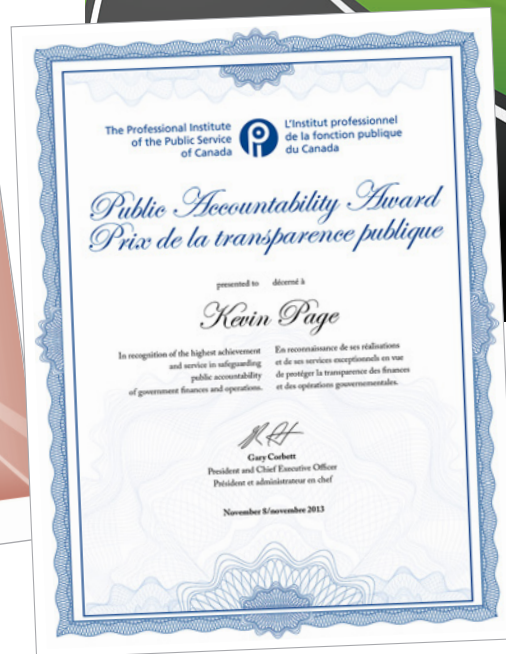 The Professional Institute
of the Public Service
of Canada
L'Institut professionnel
de la fonction publique
du Canada
Public Accountability Award
Prix de la transparence publique
presented to décerné à
Kevin Page
In recognition of the highest achievement
and service in safeguarding
public accountability
of government finances and operations.
En reconnaissance de ses réalisations
et de ses services exceptionnels en vue
de protéger la transparence des finances
et des opérations gouvernementales.
Gary Corbett
President and Chief Executive Officer
Président et administrateur en chef
November 8/novembre 2013